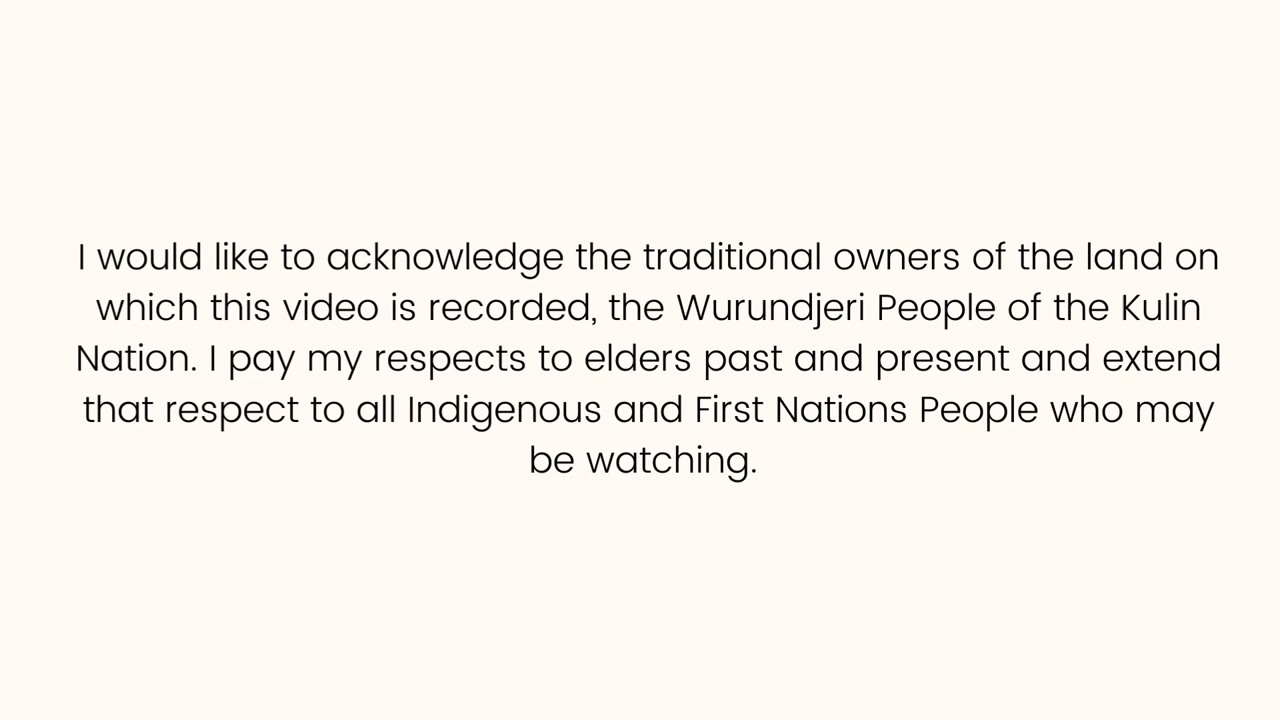 I would like to acknowledge the traditional owners of the land on
which this video is recorded, the Wurundjeri People of the Kulin
Nation. I pay my respects to elders past and present and extend
that respect to all Indigenous and First Nations People who may
be watching.